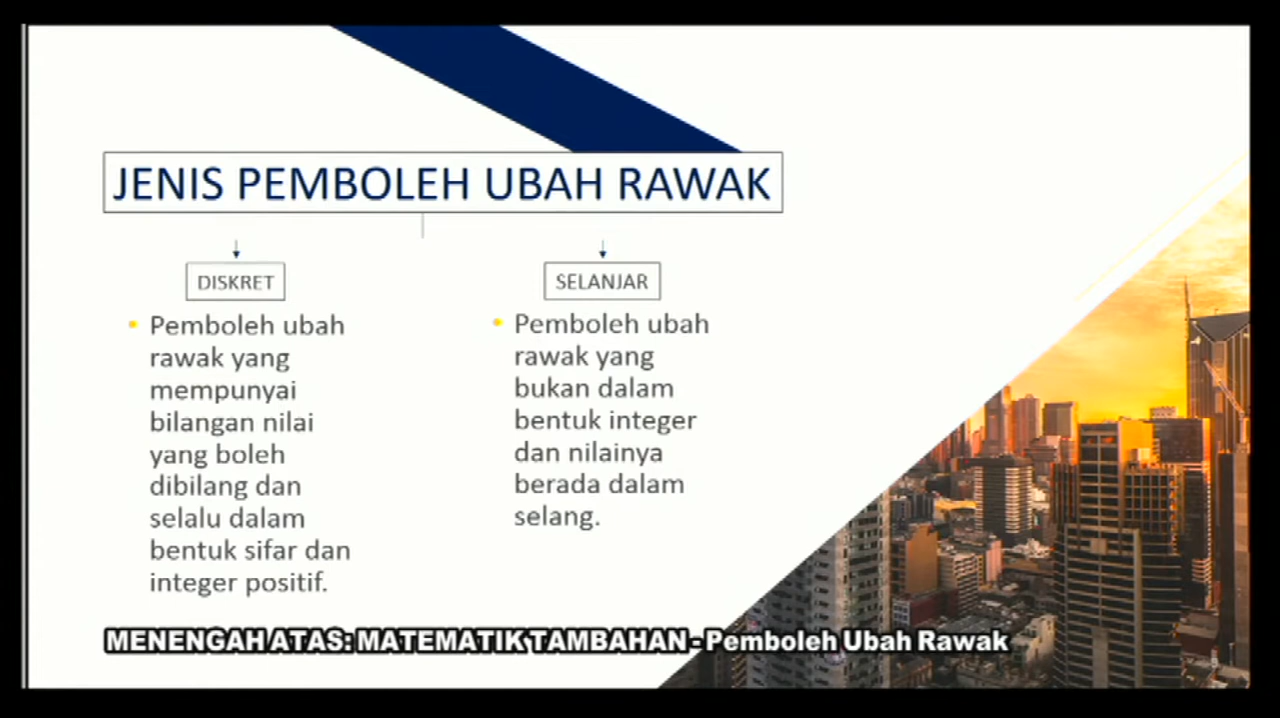 JENIS PEMBOLEH UBAH RAWAK
DISKRET
• Pemboleh ubah
rawak yang
mempunyai
bilangan nilai
yang boleh
dibilang dan
selalu dalam
bentuk sifar dan
integer positif.
SELANJAR
• Pemboleh ubah
rawak yang
bukan dalam
bentuk integer
dan nilainya
berada dalam
selang.
MENENGAH ATAS: MATEMATIK TAMBAHAN - Pemboleh Ubah Rawak